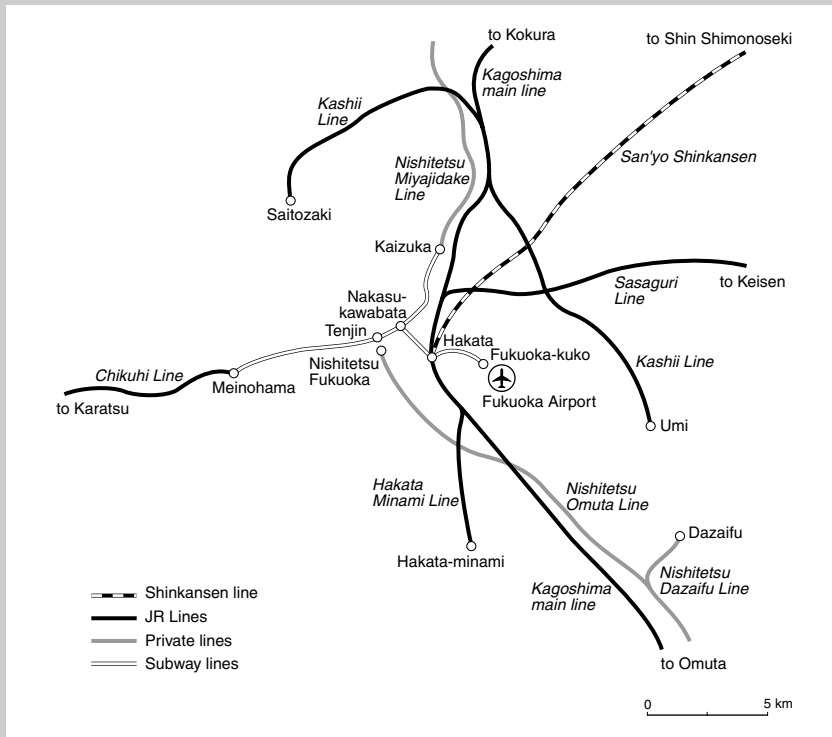 to Kokura
to Shin Shimonoseki
Kagoshima
main line
Kashii
Line
San'yo Shinkansen
Nishitetsu
Miyajidake
Line
Saitozaki
Kaizuka
Sasaguri
Line
to Keisen
Nakasu-
kawabata
Tenjin
Hakata
Nishitetsu
Fukuoka
Fukuoka-kuko
Kashii Line
Chikuhi Line
Meinohama
Fukuoka Airport
to Karatsu
Umi
Hakata
Minami Line
Nishitetsu
Omuta Line
Dazaifu
Hakata-minami
Nishitetsu
Dazaifu Line
Kagoshima
main line
Shinkansen line
JR Lines
Private lines
Subway lines
to Omuta
0
5 km